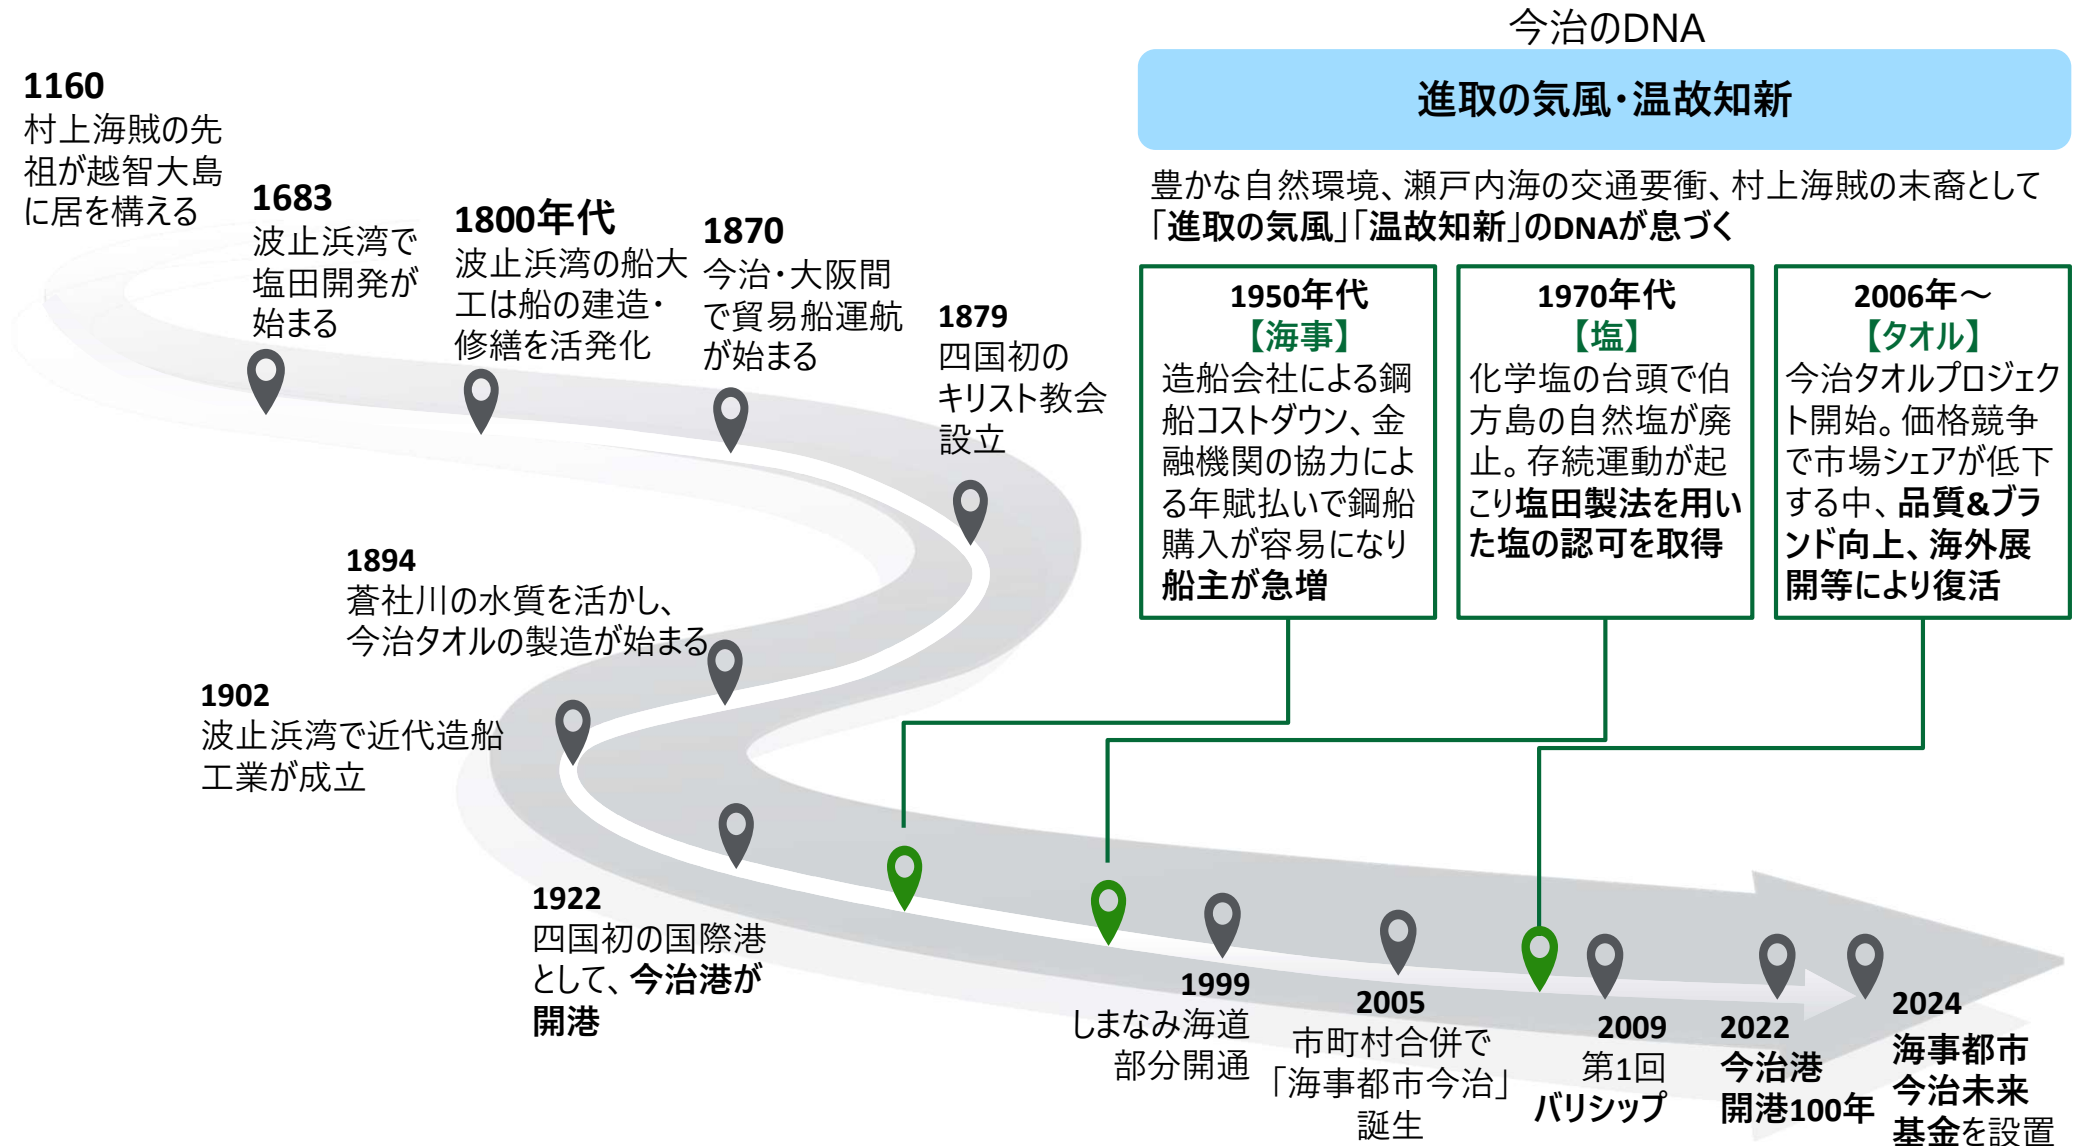 今治のDNA
進取の気風・温故知新
豊かな自然環境、瀬戸内海の交通要衝、村上海賊の末裔として
「進取の気風」「温故知新」のDNAが息づく
1160
村上海賊の先
祖が越智大島
に居を構える
1683
波止浜湾で
塩田開発が
始まる
1800年代
波止浜湾の船大
工は船の建造・
修繕を活発化
1870
今治・大阪間
で貿易船運航
が始まる
1879
四国初の
キリスト教会
設立
1894
蒼社川の水質を活かし、
今治タオルの製造が始まる
1902
波止浜湾で近代造船
工業が成立
1922
四国初の国際港
として、今治港が
開港
1950年代
【海事】
造船会社による鋼
船コストダウン、金
融機関の協力によ
る年賦払いで鋼船
購入が容易になり
船主が急増
1970年代
【塩】
化学塩の台頭で伯
方島の自然塩が廃
止。存続運動が起
こり塩田製法を用い
た塩の認可を取得
2006年～
【タオル】
今治タオルプロジェク
ト開始。価格競争
で市場シェアが低下
する中、品質&ブラ
ンド向上、海外展
開等により復活
1999
しまなみ海道
部分開通
2005
市町村合併で
「海事都市今治」
誕生
2009
第1回
バリシップ
2022
今治港
開港100年
2024
海事都市
今治未来
基金を設置